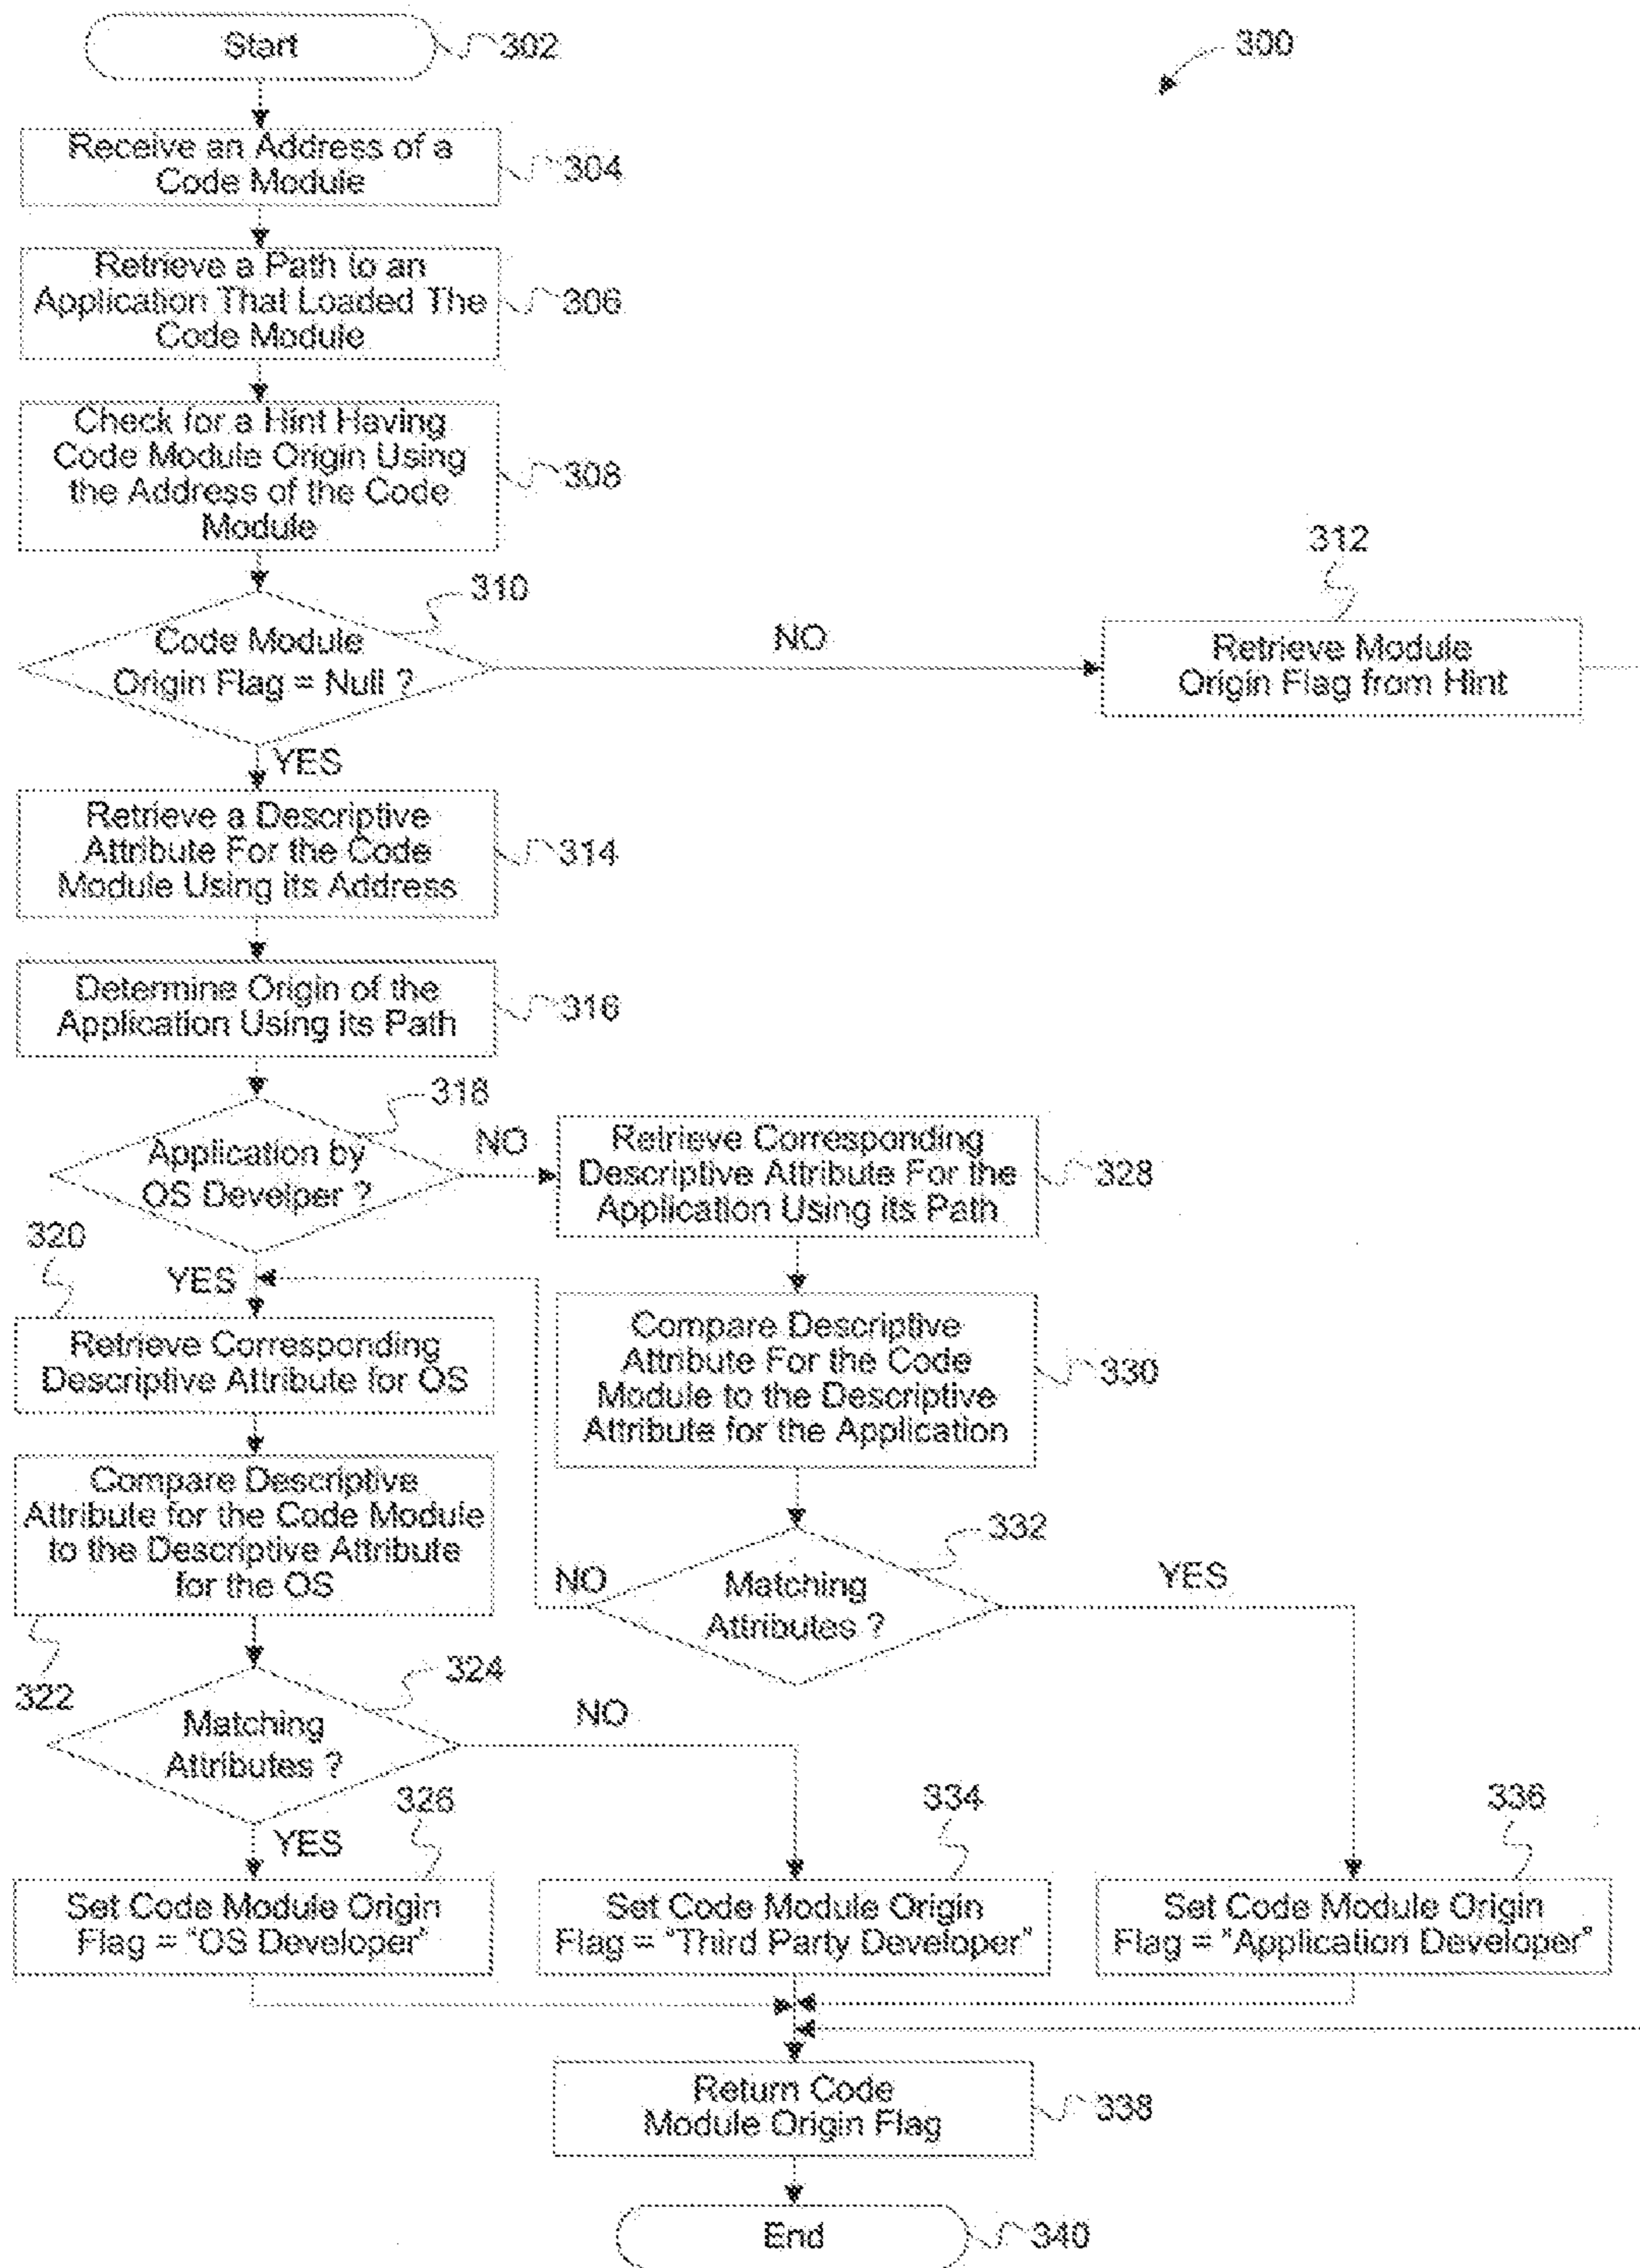 Start
302
300
Receive an Address of a
Code Module
304
Retrieve a Path to an
Application That Loaded The
Code Module
306
Check for a Hint Having
Code Module Origin Using
the Address of the Code
Module
308
310
312
Code Module
Origin Flag = Null ?
NO
Retrieve Module
Origin Flag from Hint
YES
Retrieve a Descriptive
Attribute For the Code
Module Using its Address
314
Determine Origin of the
Application Using its Path
316
318
Application by
OS Develper ?
NO
Retrieve Corresponding
Descriptive Attribute For the
Application Using its Path
328
320
YES
Retrieve Corresponding
Descriptive Attribute for OS
Compare Descriptive
Attribute For the Code
Module to the Descriptive
Attribute for the Application
330
Compare Descriptive
Attribute for the Code Module
to the Descriptive Attribute
for the OS
322
332
Matching
Attributes ?
NO
YES
324
Matching
Attributes ?
NO
YES
326
334
336
Set Code Module Origin
Flag = "OS Developer"
Set Code Module Origin
Flag = "Third Party Developer"
Set Code Module Origin
Flag = "Application Developer"
Return Code
Module Origin Flag
338
End
340